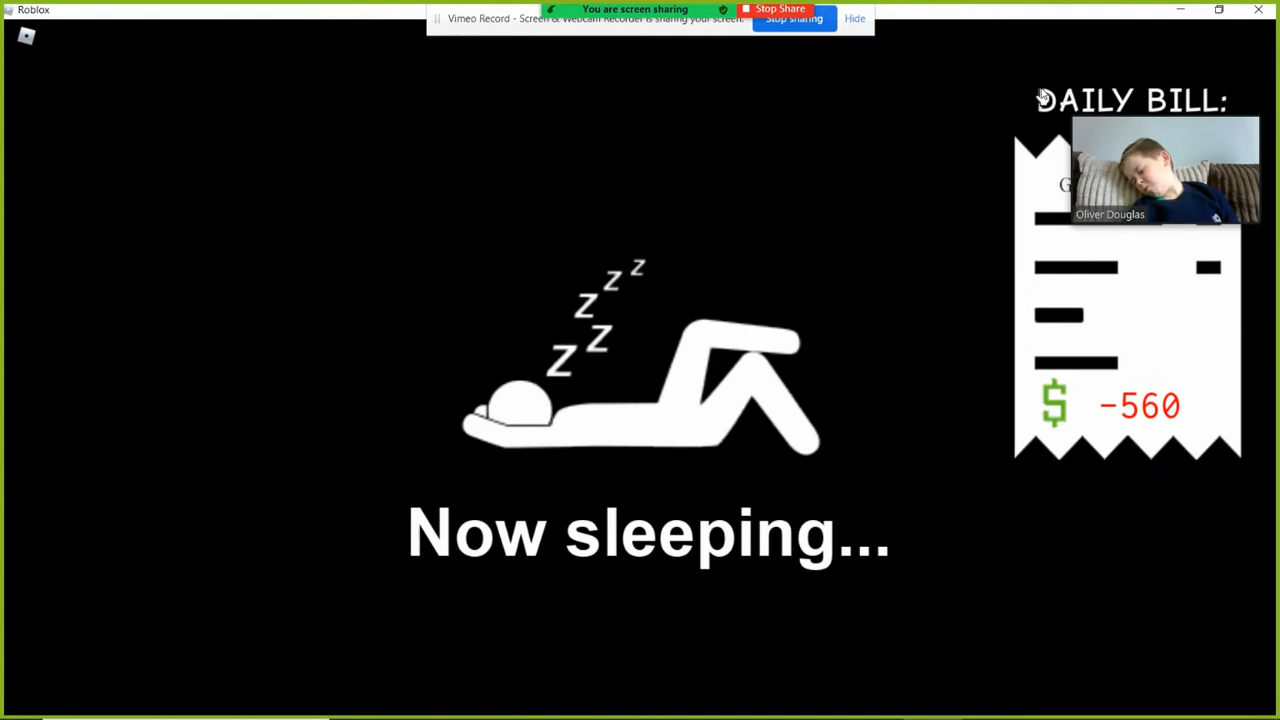 Roblox
You are screen sharing
Stop Share
Vimeo Record - Screen & Webcam Recorder is sharing your screen.
Stop sharing
Hide
DAILY BILL:
G
Oliver Douglas
z
z
z
z
z
$ -560
Now sleeping...